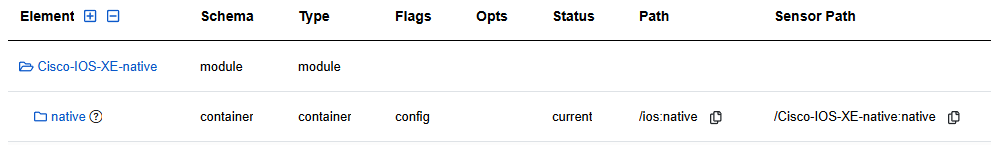 Element Schema Type Flags Opts Status Path Sensor Path
Cisco-IOS-XE-native module module
native container container config current /ios:native /Cisco-IOS-XE-native:native